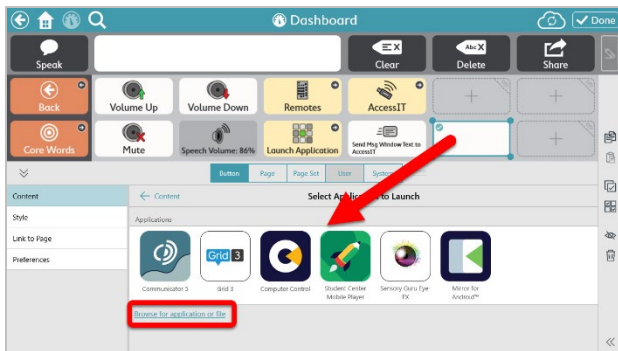 Dashboard
Done
Speak
Clear
Delete
Share
Back
Volume Up
Volume Down
Remotes
AccessIT
Core Words
Mute
Speech Volume: 86%
Launch Application
Send Msg Window Text to
AccessIT
Button
Page
Page Set
User
System
Content
Content
Select Application to Launch
Style
Applications
Link to Page
Preferences
Grid 3
Communicator 5
Grid 3
Computer Control
Student Center
Mobile Player
Sensory Guru Eye
FX
Mirror for
Android™
Browse for application or file